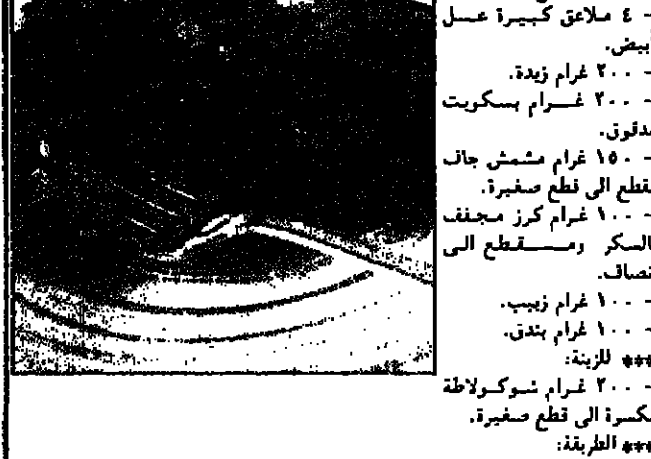 - ٤ ملاعق كبيرة عسل
أبيض.
- ٢٠٠ غرام زبدة.
- ٢٠٠ غرام بسكويت
مدقوق.
- ١٥٠ غرام مشمش جاف
مقطع الى قطع صغيرة.
- ١٠٠ غرام كرز مجفف
بالسكر ومقطع الى
انصاف.
- ١٠٠ غرام زبيب.
- ١٠٠ غرام بندق.
*** للزينة:
- ٢٠٠ غرام شوكولاطة
مكسرة الى قطع صغيرة.
*** الطريقة: